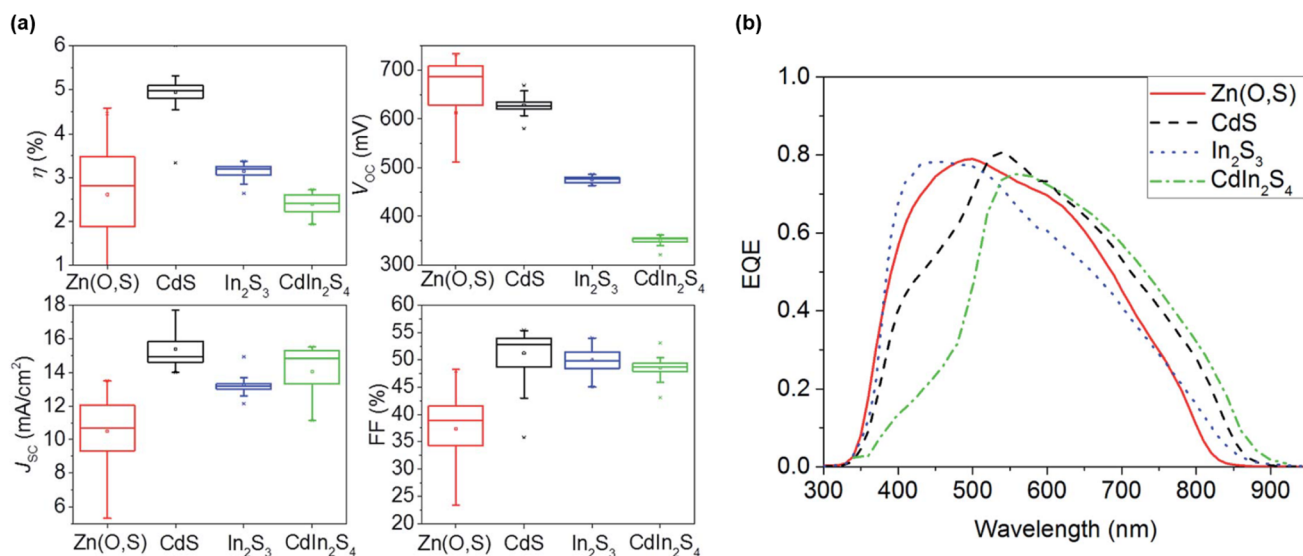 (a)
(b)
6
5
4
3
2
1
η (%)
Zn(O,S) CdS In₂S₃ CdIn₂S₄
700
600
500
400
300
V_OC (mV)
Zn(O,S) CdS In₂S₃ CdIn₂S₄
18
16
14
12
10
8
6
J_SC (mA/cm²)
Zn(O,S) CdS In₂S₃ CdIn₂S₄
60
55
50
45
40
35
30
25
20
FF (%)
Zn(O,S) CdS In₂S₃ CdIn₂S₄
1.0
0.8
0.6
0.4
0.2
0.0
EQE
Zn(O,S)
CdS
In₂S₃
CdIn₂S₄
300 400 500 600 700 800 900
Wavelength (nm)